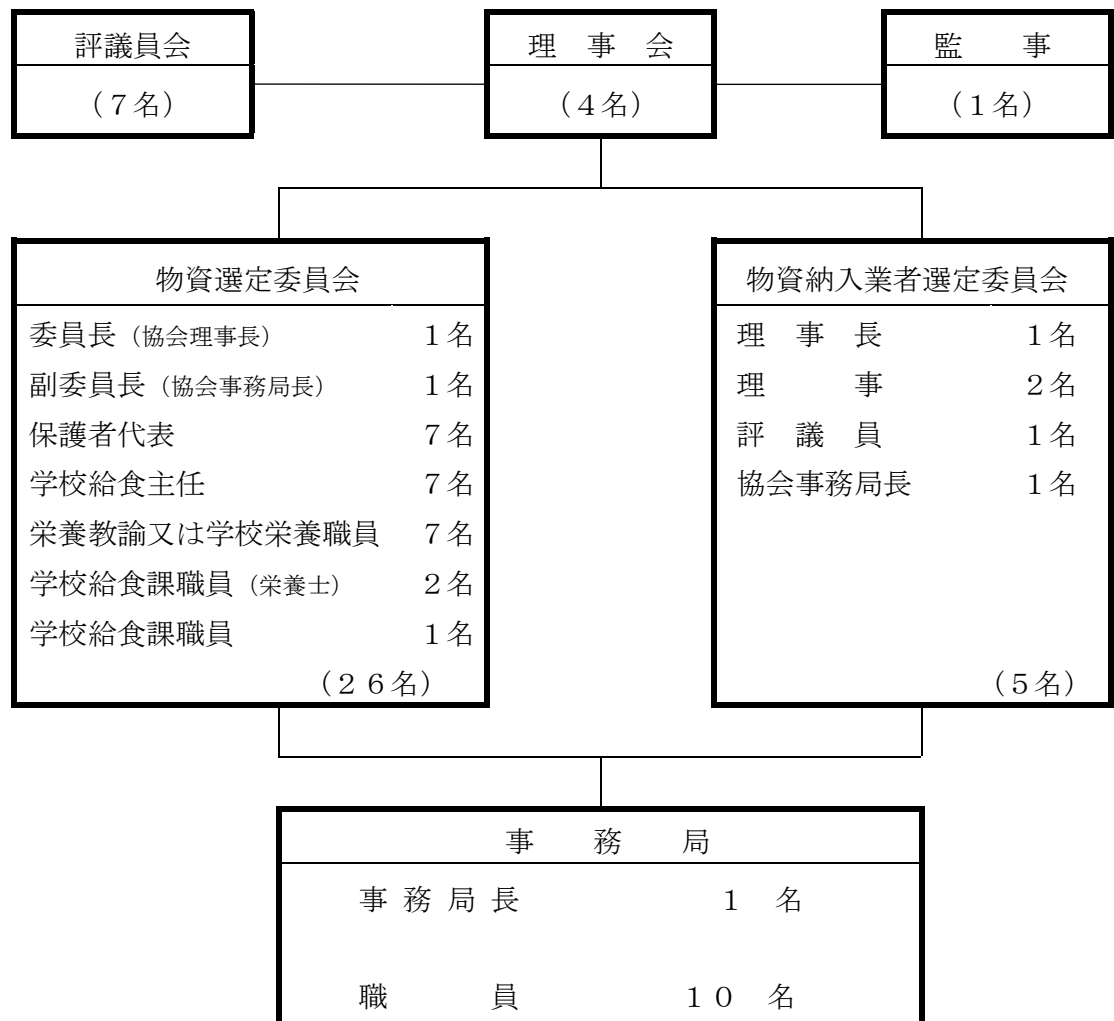 評議員会
(7名)
理　事　会
(4名)
監　　事
(1名)
物資選定委員会
委員長（協会理事長）　1名
副委員長（協会事務局長）　1名
保護者代表　7名
学校給食主任　7名
栄養教諭又は学校栄養職員　7名
学校給食課職員（栄養士）　2名
学校給食課職員　1名
(２６名)
物資納入業者選定委員会
理　事　長　1名
理　　　事　2名
評　議　員　1名
協会事務局長　1名
(5名)
事　務　局
事 務 局 長　１　名
職　　　員　１０　名